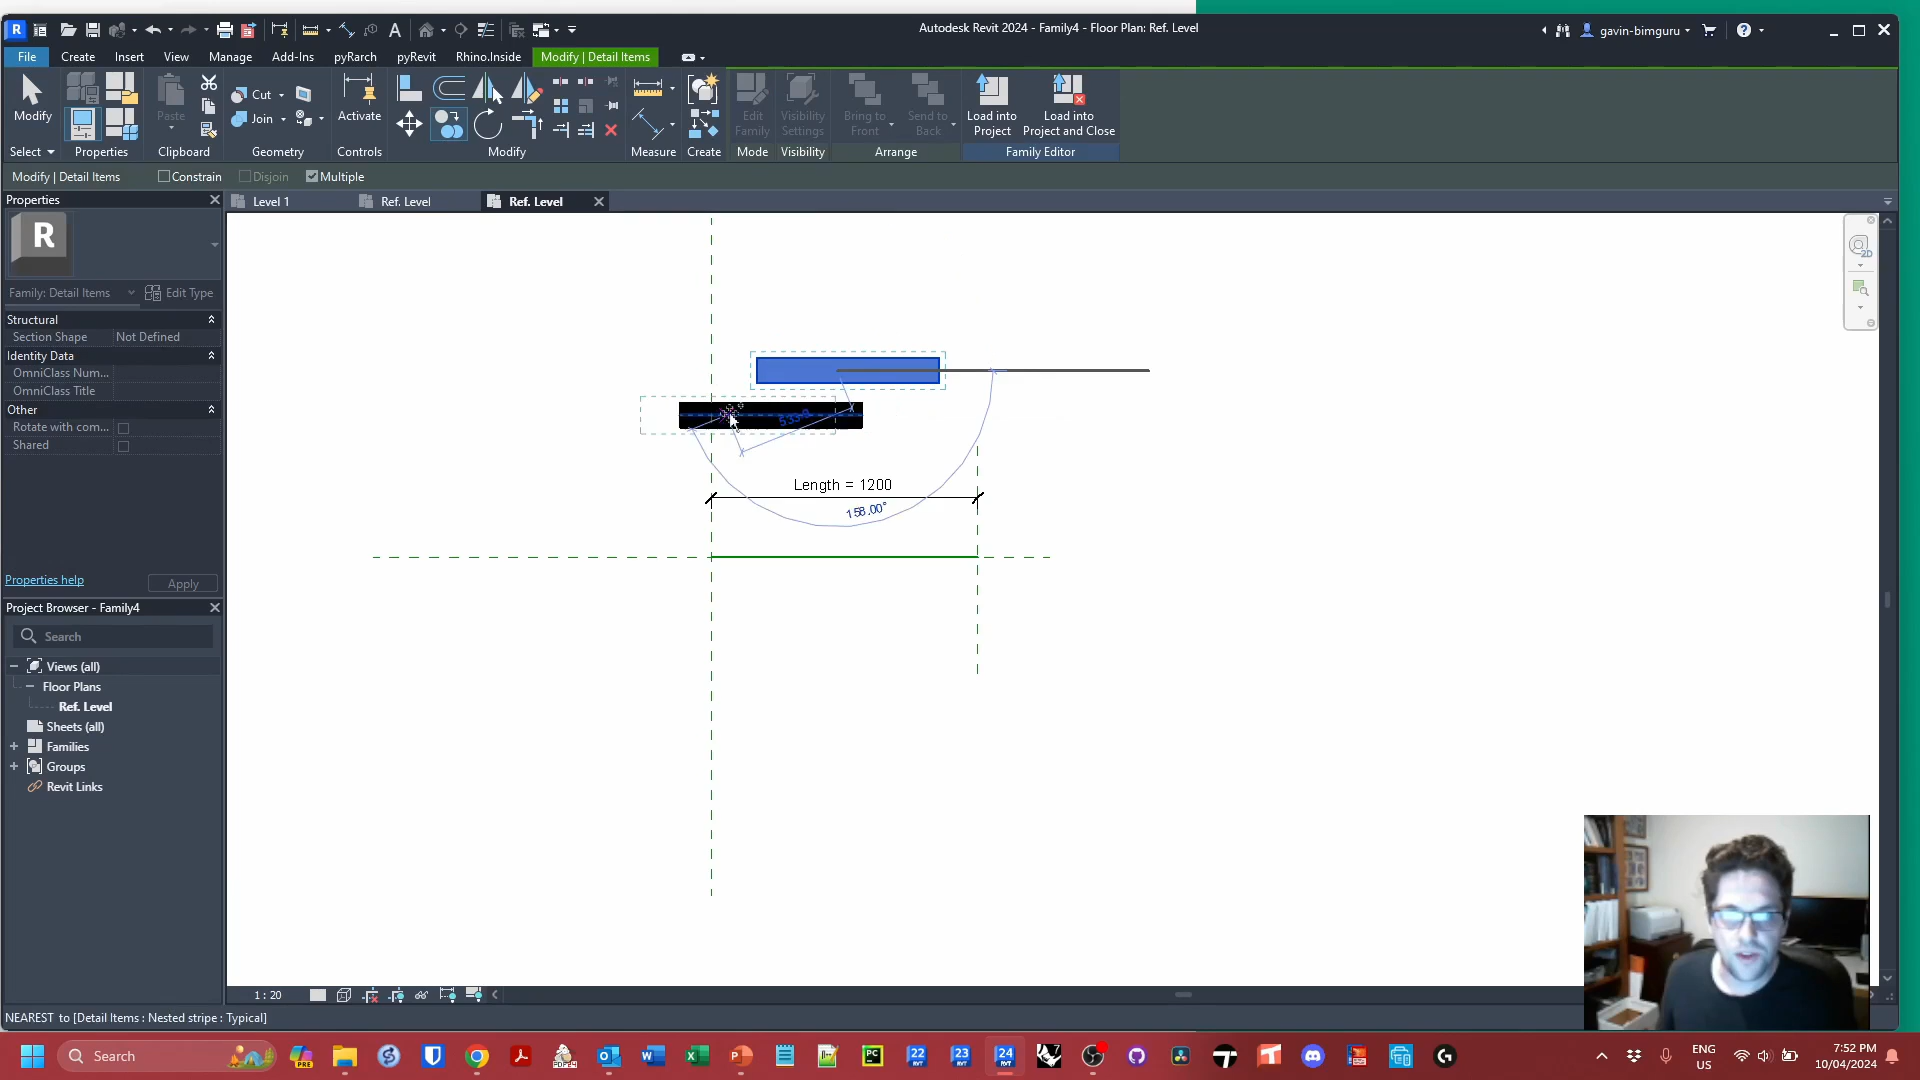 Autodesk Revit 2024 - Family4 - Floor Plan: Ref. Level
gavin-bimguru
File Create Insert View Manage Add-Ins pyRarch pyRevit Rhino.Inside Modify | Detail Items
Modify
Paste
Cut
Join
Activate
Edit Family
Visibility Settings
Bring to Front
Send to Back
Load into Project
Load into Project and Close
Select Properties Clipboard Geometry Controls Modify Measure Create Mode Visibility Arrange Family Editor
Modify | Detail Items Constrain Disjoin Multiple
Properties
Level 1 Ref. Level Ref. Level
R
Family: Detail Items Edit Type
Structural
Section Shape Not Defined
Identity Data
OmniClass Num...
OmniClass Title
Other
Rotate with com...
Shared
Properties help Apply
Project Browser - Family4
Search
Views (all)
Floor Plans
Ref. Level
Sheets (all)
Families
Groups
Revit Links
2D
Length = 1200
158.00°
1 : 20
NEAREST to [Detail Items : Nested stripe : Typical]
Search
22
23
24
ENG
US
7:52 PM
10/04/2024